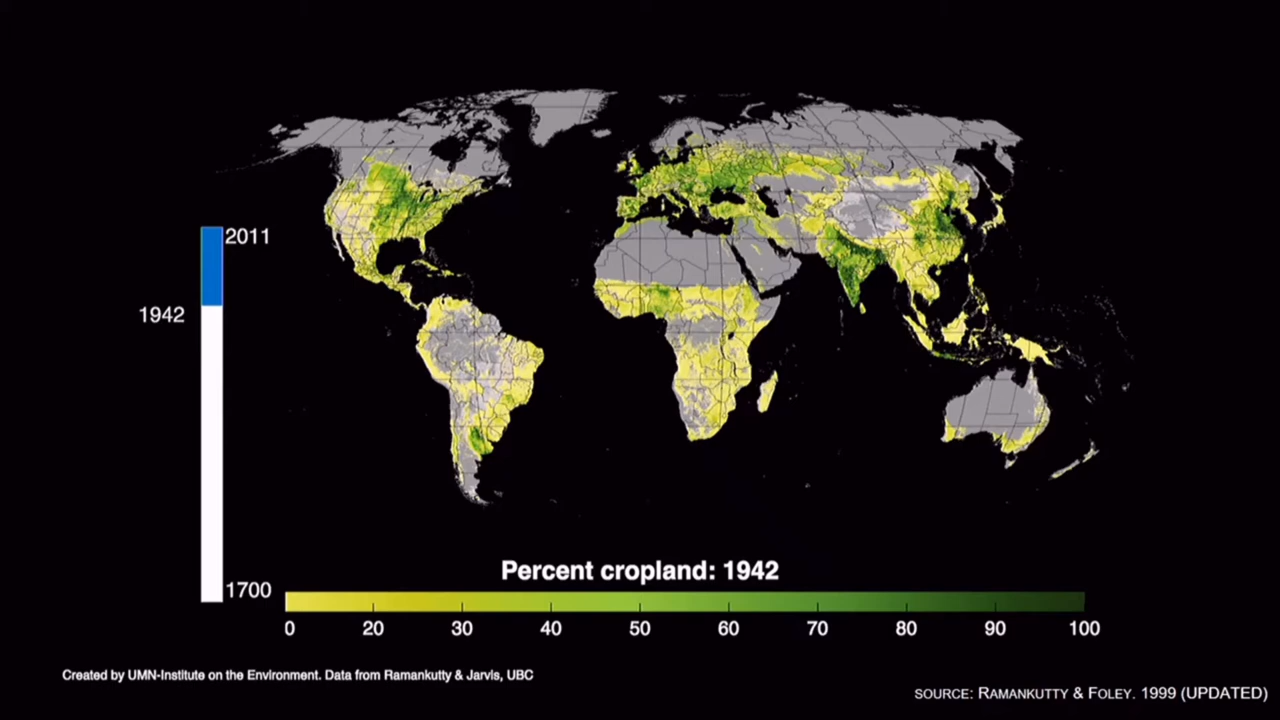 2011
1942
1700
Percent cropland: 1942
0 20 30 40 50 60 70 80 90 100
Created by UMN-Institute on the Environment. Data from Ramankutty & Jarvis, UBC
SOURCE: RAMANKUTTY & FOLEY. 1999 (UPDATED)